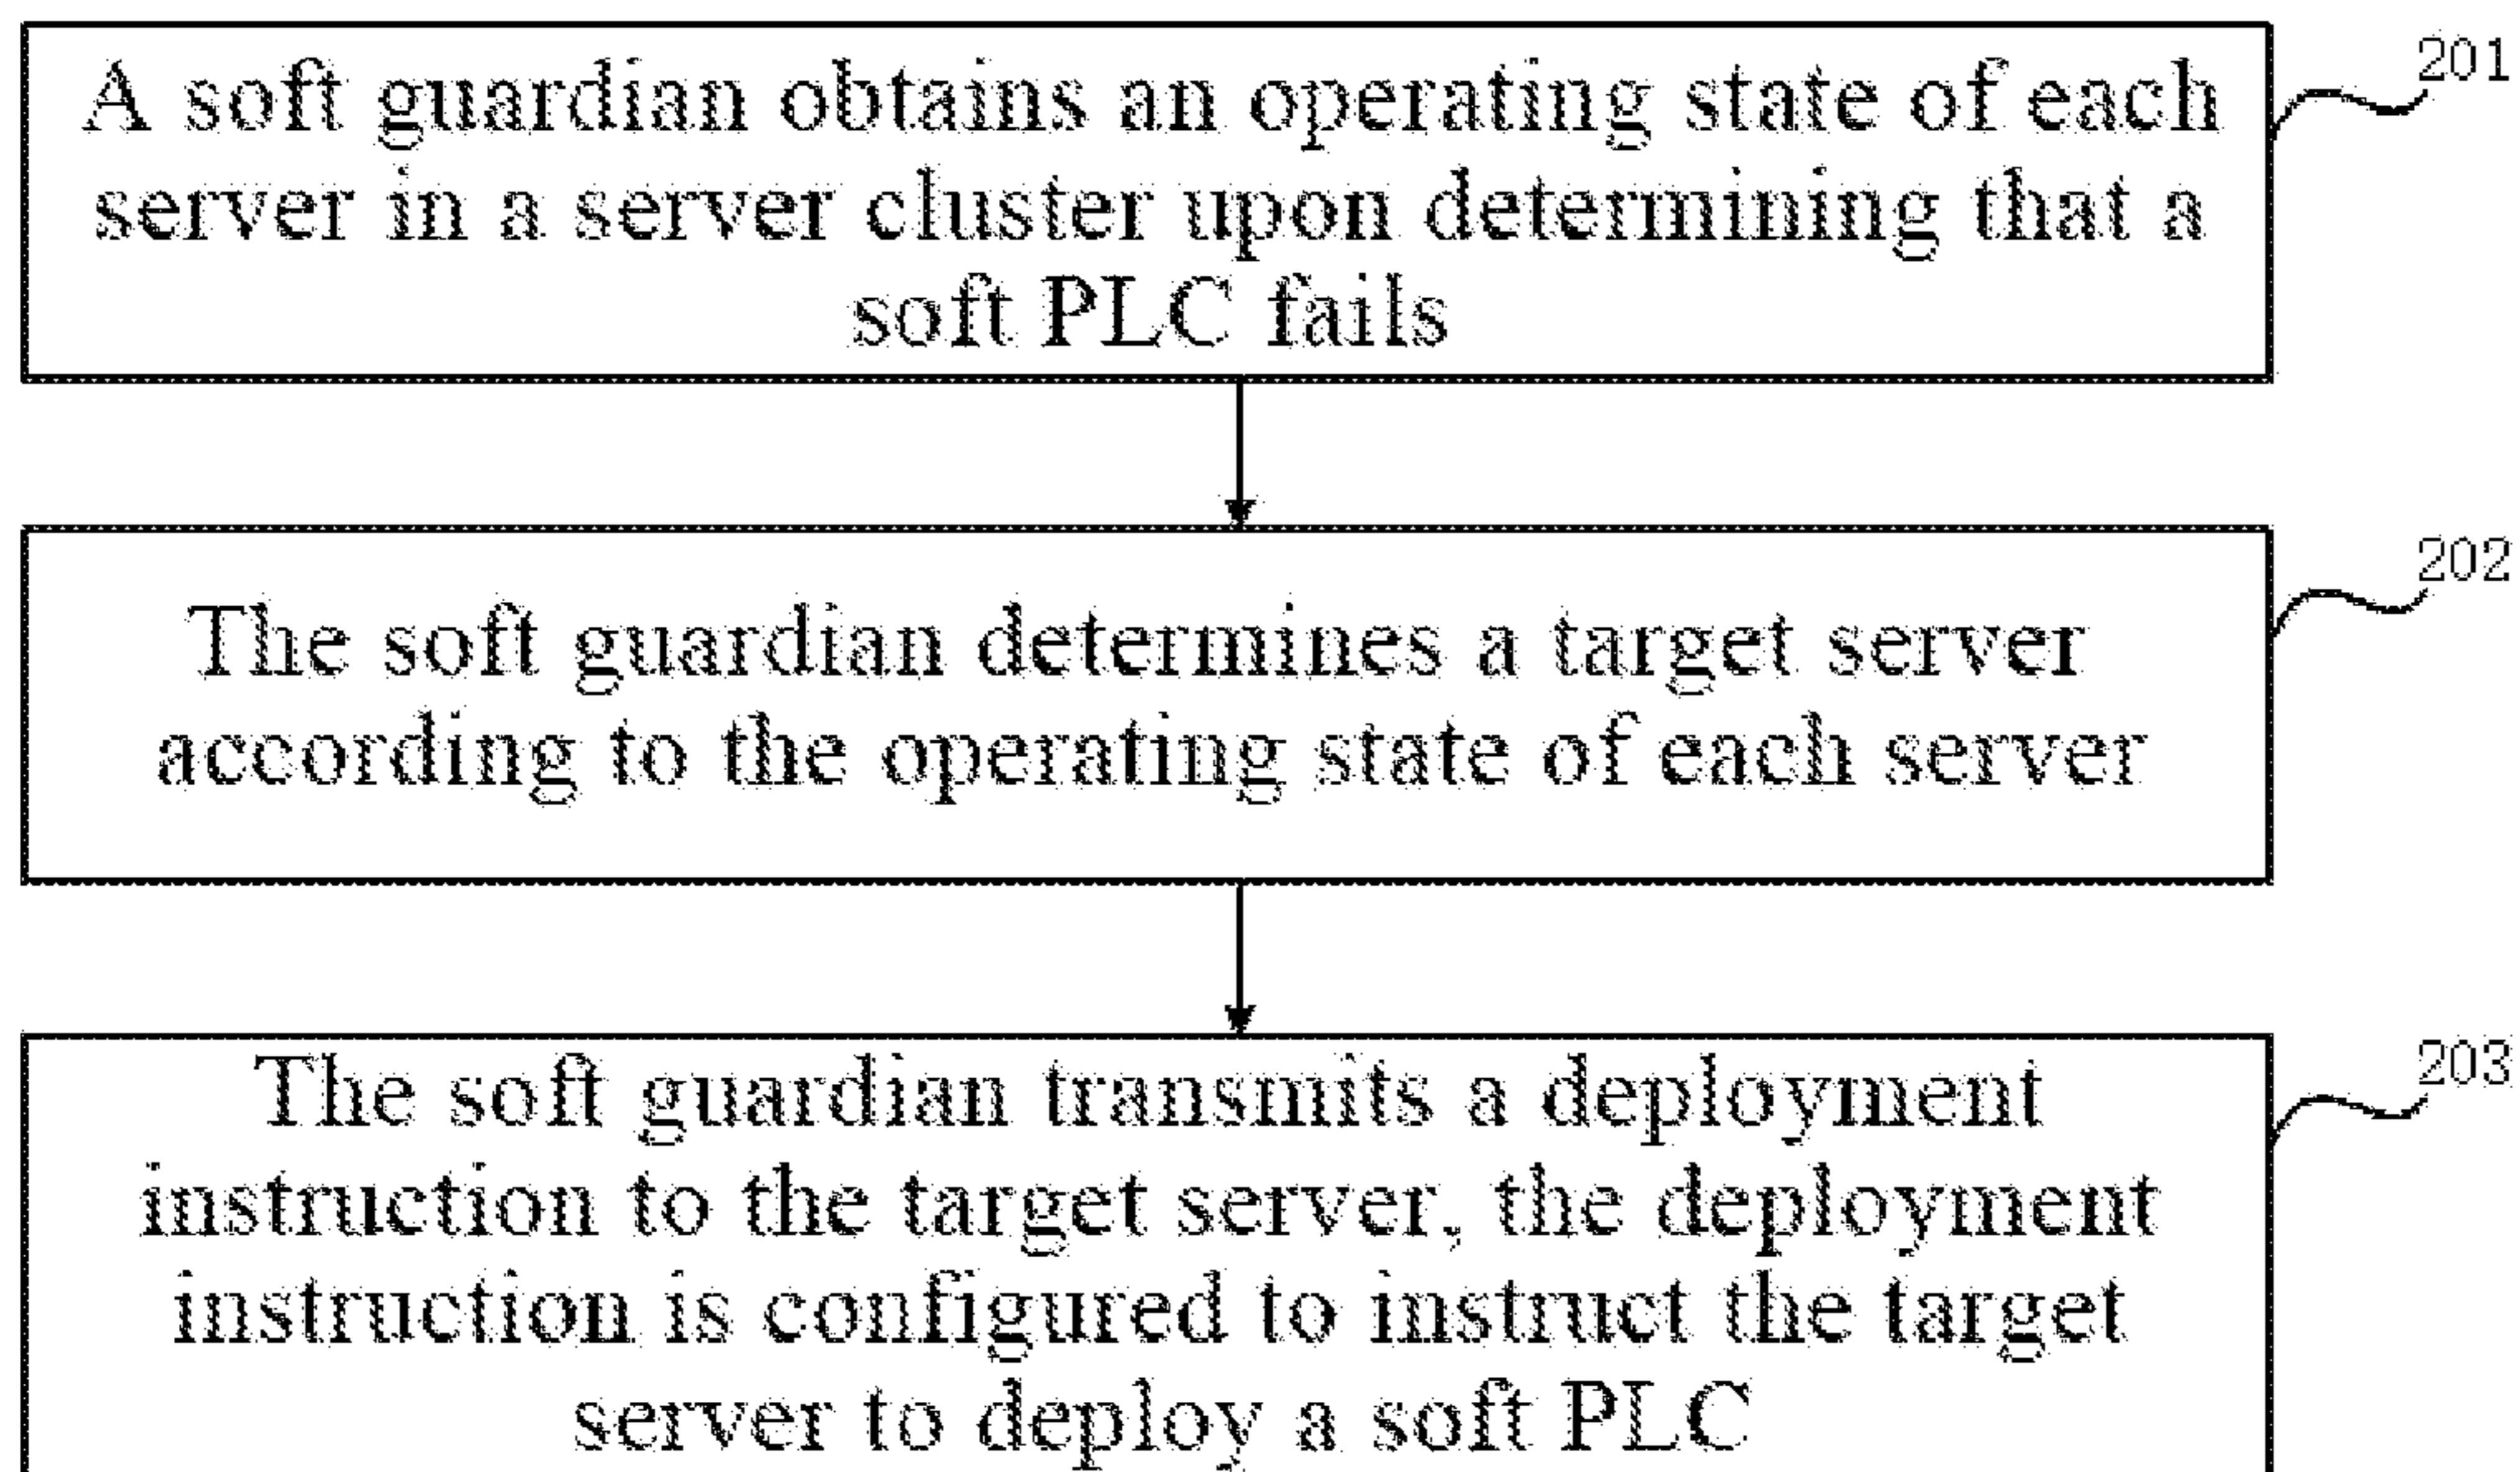 A soft guardian obtains an operating state of each
server in a server cluster upon determining that a
soft PLC fails
201
The soft guardian determines a target server
according to the operating state of each server
202
The soft guardian transmits a deployment
instruction to the target server, the deployment
instruction is configured to instruct the target
server to deploy a soft PLC
203